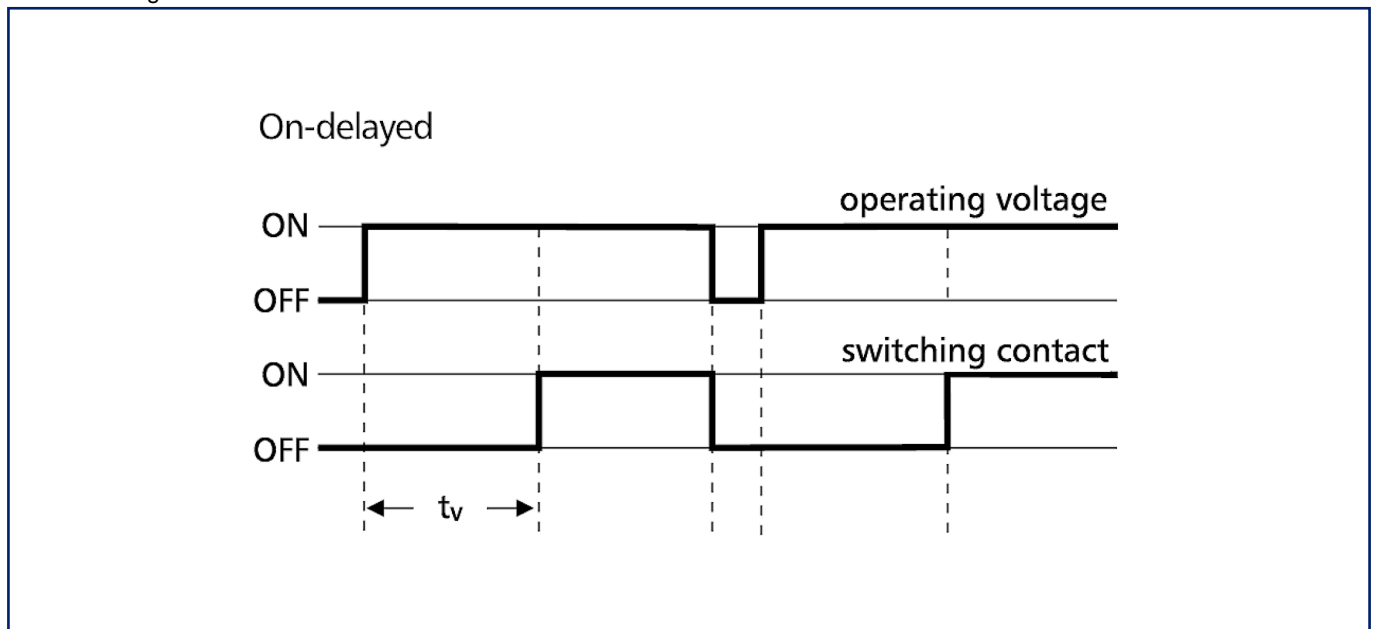 On-delayed
operating voltage
ON
OFF
switching contact
ON
OFF
tv